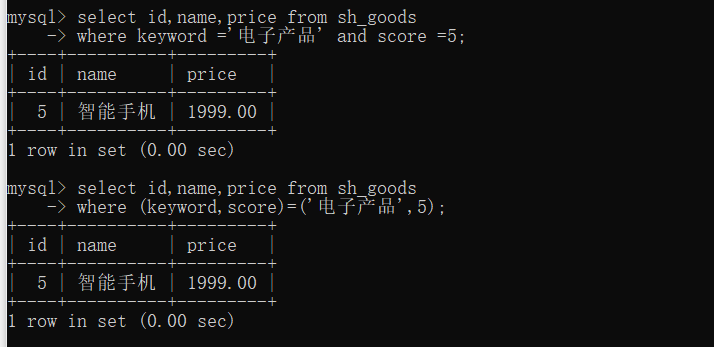 mysql> select id,name,price from sh_goods
    -> where keyword ='电子产品' and score =5;
+----+----------+---------+
| id | name     | price   |
+----+----------+---------+
|  5 | 智能手机 | 1999.00 |
+----+----------+---------+
1 row in set (0.00 sec)
mysql> select id,name,price from sh_goods
    -> where (keyword,score)=('电子产品',5);
+----+----------+---------+
| id | name     | price   |
+----+----------+---------+
|  5 | 智能手机 | 1999.00 |
+----+----------+---------+
1 row in set (0.00 sec)